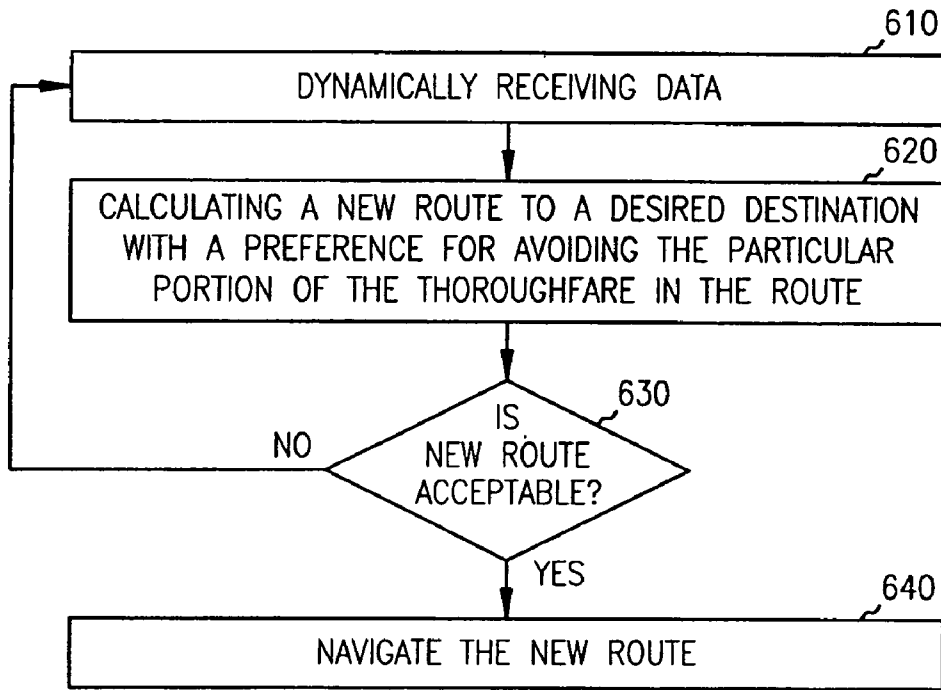 610
DYNAMICALLY RECEIVING DATA
620
CALCULATING A NEW ROUTE TO A DESIRED DESTINATION
WITH A PREFERENCE FOR AVOIDING THE PARTICULAR
PORTION OF THE THOROUGHFARE IN THE ROUTE
630
IS
NEW ROUTE
ACCEPTABLE?
NO
YES
640
NAVIGATE THE NEW ROUTE